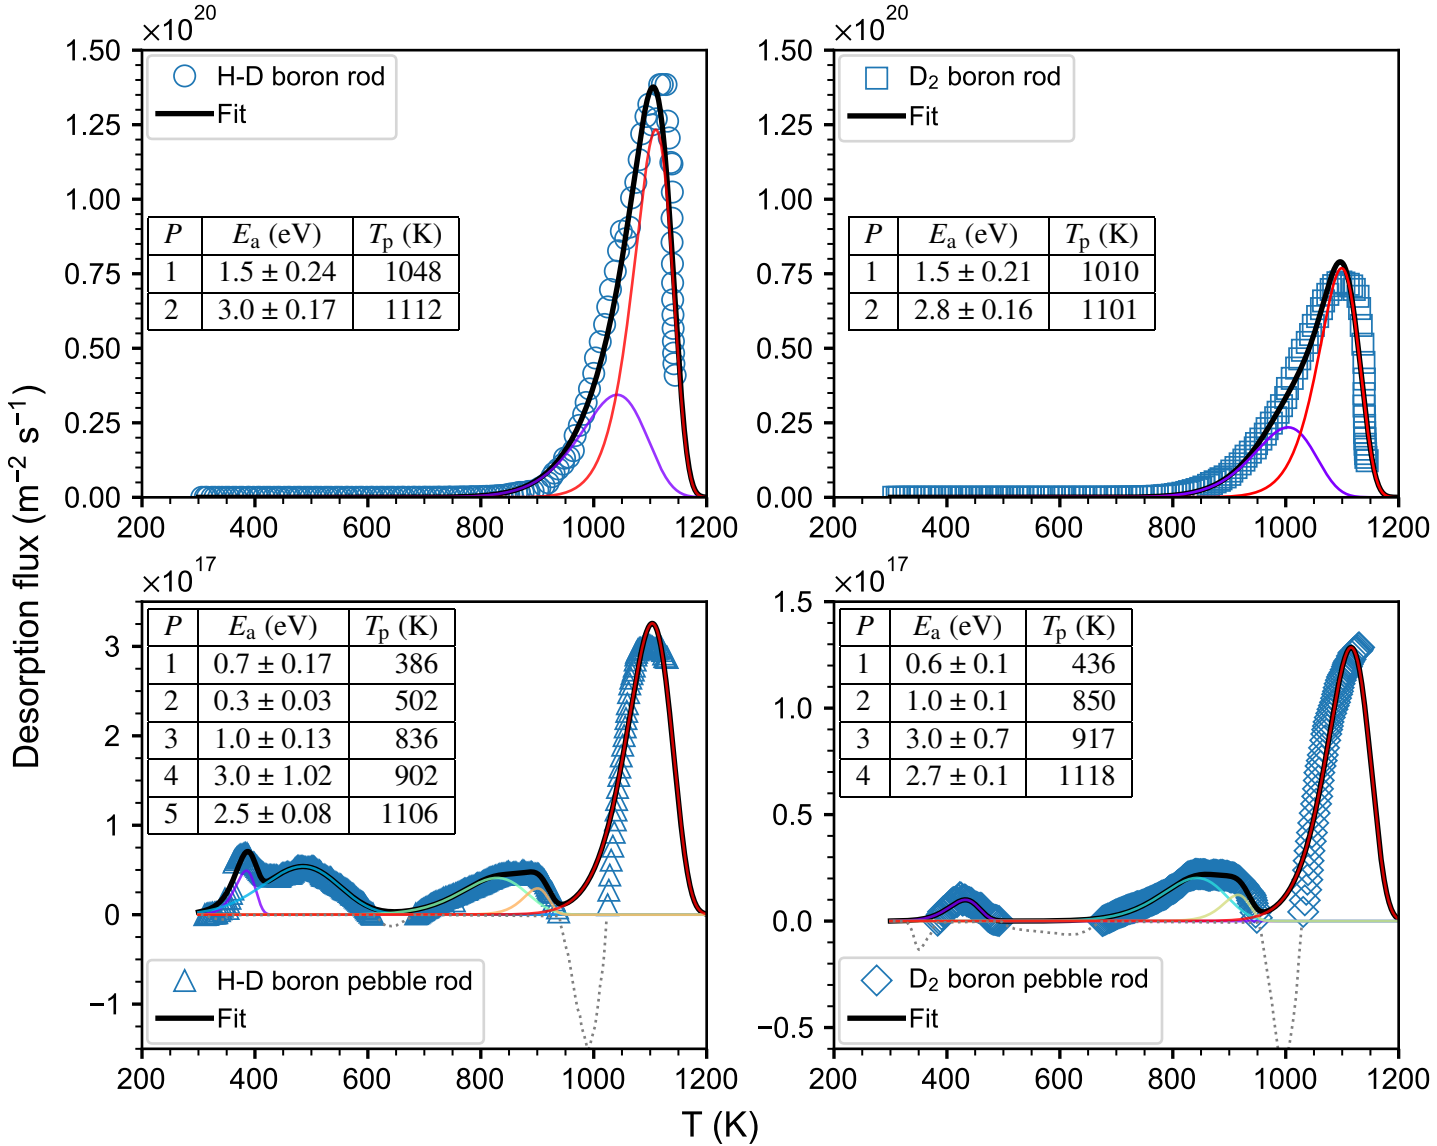 ×10²⁰
1.50
1.25
1.00
0.75
0.50
0.25
0.00
H-D boron rod
Fit
P Eₐ (eV) Tₚ (K)
1 1.5 ± 0.24 1048
2 3.0 ± 0.17 1112
200 400 600 800 1000 1200
×10²⁰
1.50
1.25
1.00
0.75
0.50
0.25
0.00
D₂ boron rod
Fit
P Eₐ (eV) Tₚ (K)
1 1.5 ± 0.21 1010
2 2.8 ± 0.16 1101
200 400 600 800 1000 1200
Desorption flux (m⁻² s⁻¹)
×10¹⁷
3
2
1
0
−1
P Eₐ (eV) Tₚ (K)
1 0.7 ± 0.17 386
2 0.3 ± 0.03 502
3 1.0 ± 0.13 836
4 3.0 ± 1.02 902
5 2.5 ± 0.08 1106
H-D boron pebble rod
Fit
200 400 600 800 1000 1200
×10¹⁷
1.5
1.0
0.5
0.0
−0.5
P Eₐ (eV) Tₚ (K)
1 0.6 ± 0.1 436
2 1.0 ± 0.1 850
3 3.0 ± 0.7 917
4 2.7 ± 0.1 1118
D₂ boron pebble rod
Fit
200 400 600 800 1000 1200
T (K)